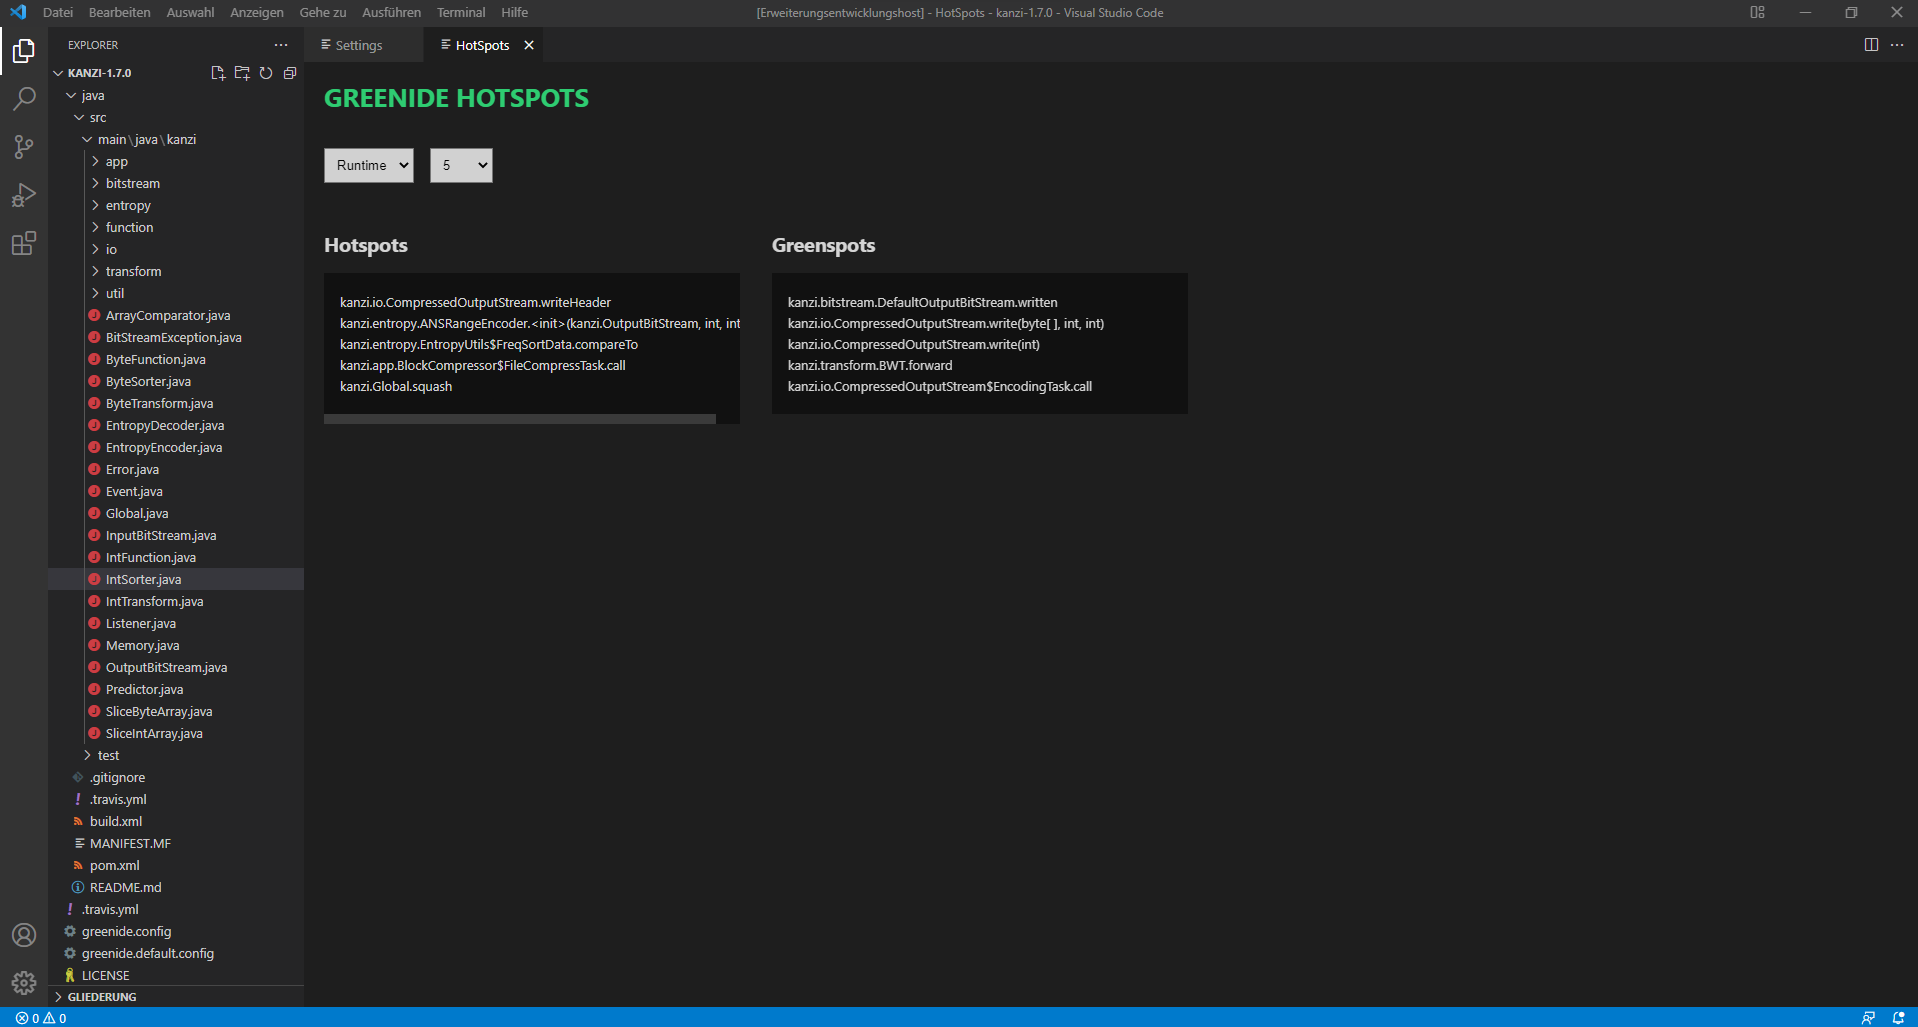 Datei Bearbeiten Auswahl Anzeigen Gehe zu Ausführen Terminal Hilfe
[Erweiterungsentwicklungshost] - HotSpots - kanzi-1.7.0 - Visual Studio Code
EXPLORER
KANZI-1.7.0
java
src
main\java\kanzi
app
bitstream
entropy
function
io
transform
util
ArrayComparator.java
BitStreamException.java
ByteFunction.java
ByteSorter.java
ByteTransform.java
EntropyDecoder.java
EntropyEncoder.java
Error.java
Event.java
Global.java
InputBitStream.java
IntFunction.java
IntSorter.java
IntTransform.java
Listener.java
Memory.java
OutputBitStream.java
Predictor.java
SliceByteArray.java
SliceIntArray.java
test
.gitignore
.travis.yml
build.xml
MANIFEST.MF
pom.xml
README.md
.travis.yml
greenide.config
greenide.default.config
LICENSE
GLIEDERUNG
Settings
HotSpots
GREENIDE HOTSPOTS
Runtime
5
Hotspots
kanzi.io.CompressedOutputStream.writeHeader
kanzi.entropy.ANSRangeEncoder.<init>(kanzi.OutputBitStream, int, int
kanzi.entropy.EntropyUtils$FreqSortData.compareTo
kanzi.app.BlockCompressor$FileCompressTask.call
kanzi.Global.squash
Greenspots
kanzi.bitstream.DefaultOutputBitStream.written
kanzi.io.CompressedOutputStream.write(byte[ ], int, int)
kanzi.io.CompressedOutputStream.write(int)
kanzi.transform.BWT.forward
kanzi.io.CompressedOutputStream$EncodingTask.call
0 0